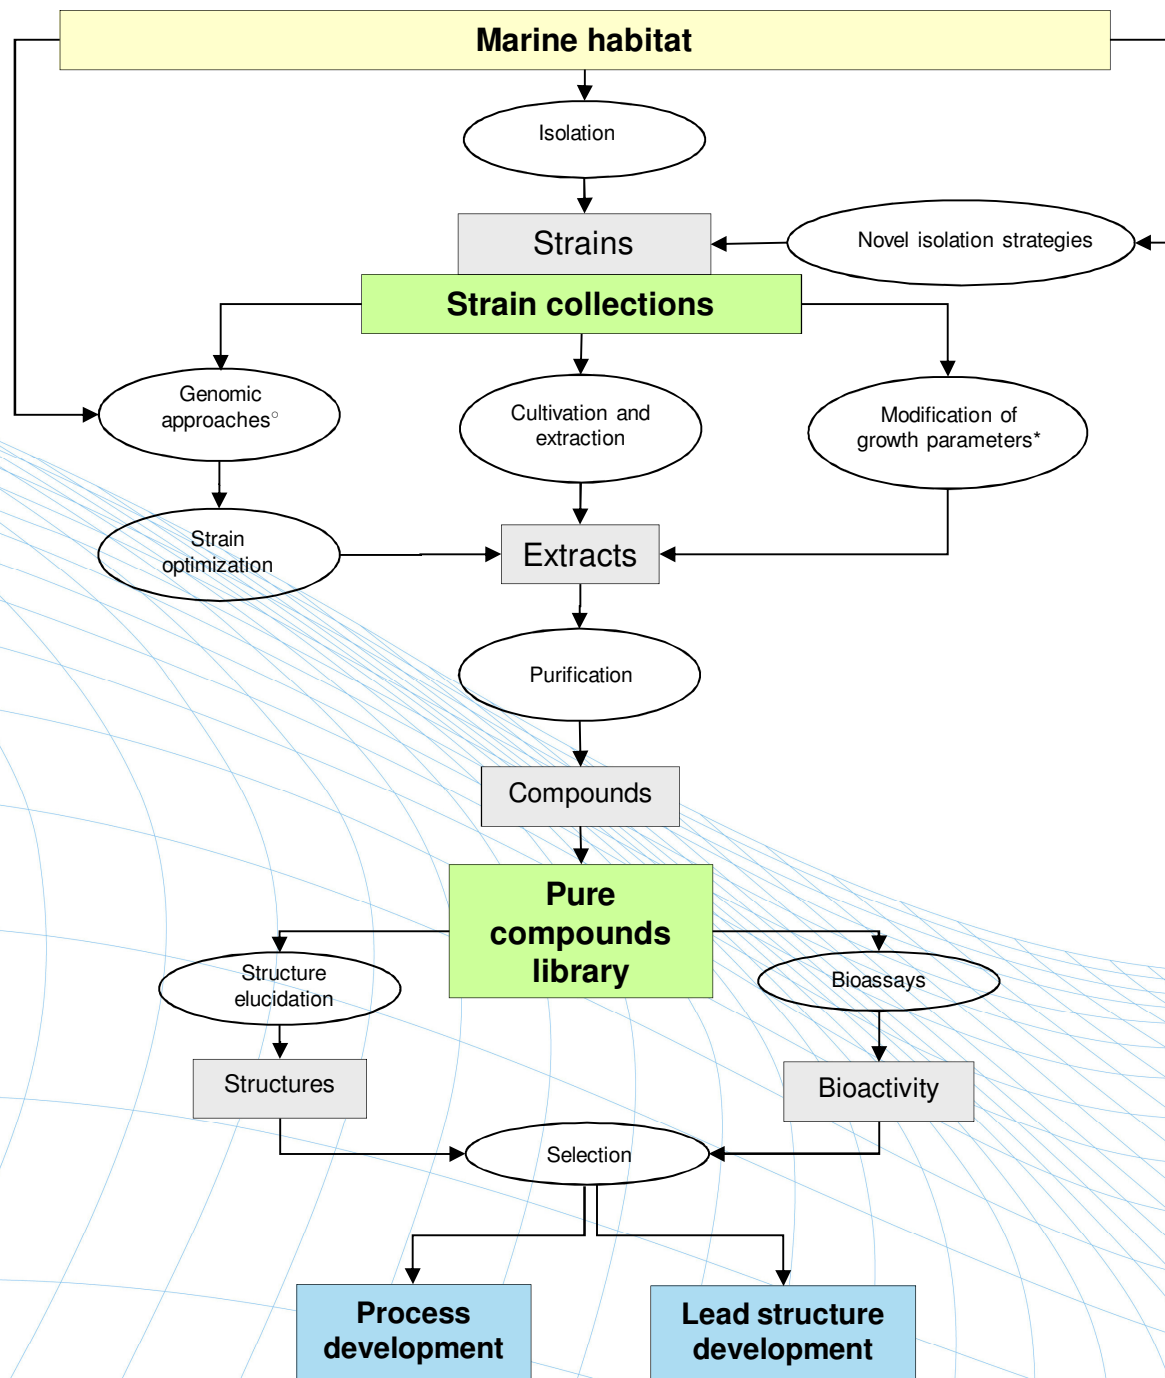 Marine habitat
Isolation
Strains
Novel isolation strategies
Strain collections
Genomic
approaches°
Cultivation and
extraction
Modification of
growth parameters*
Strain
optimization
Extracts
Purification
Compounds
Pure
compounds
library
Structure
elucidation
Bioassays
Structures
Bioactivity
Selection
Process
development
Lead structure
development